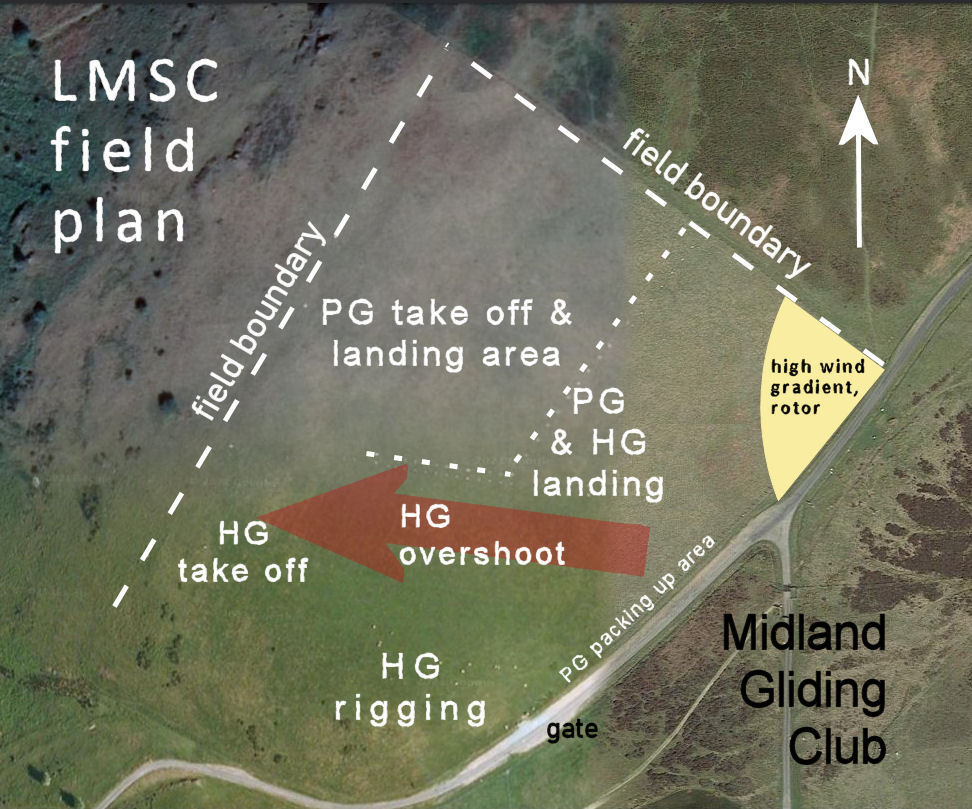 LMSC
field
plan
N
field boundary
field boundary
PG take off &
landing area
high wind
gradient,
rotor
PG
& HG
landing
HG
overshoot
HG
take off
PG packing up area
HG
rigging
gate
Midland
Gliding
Club